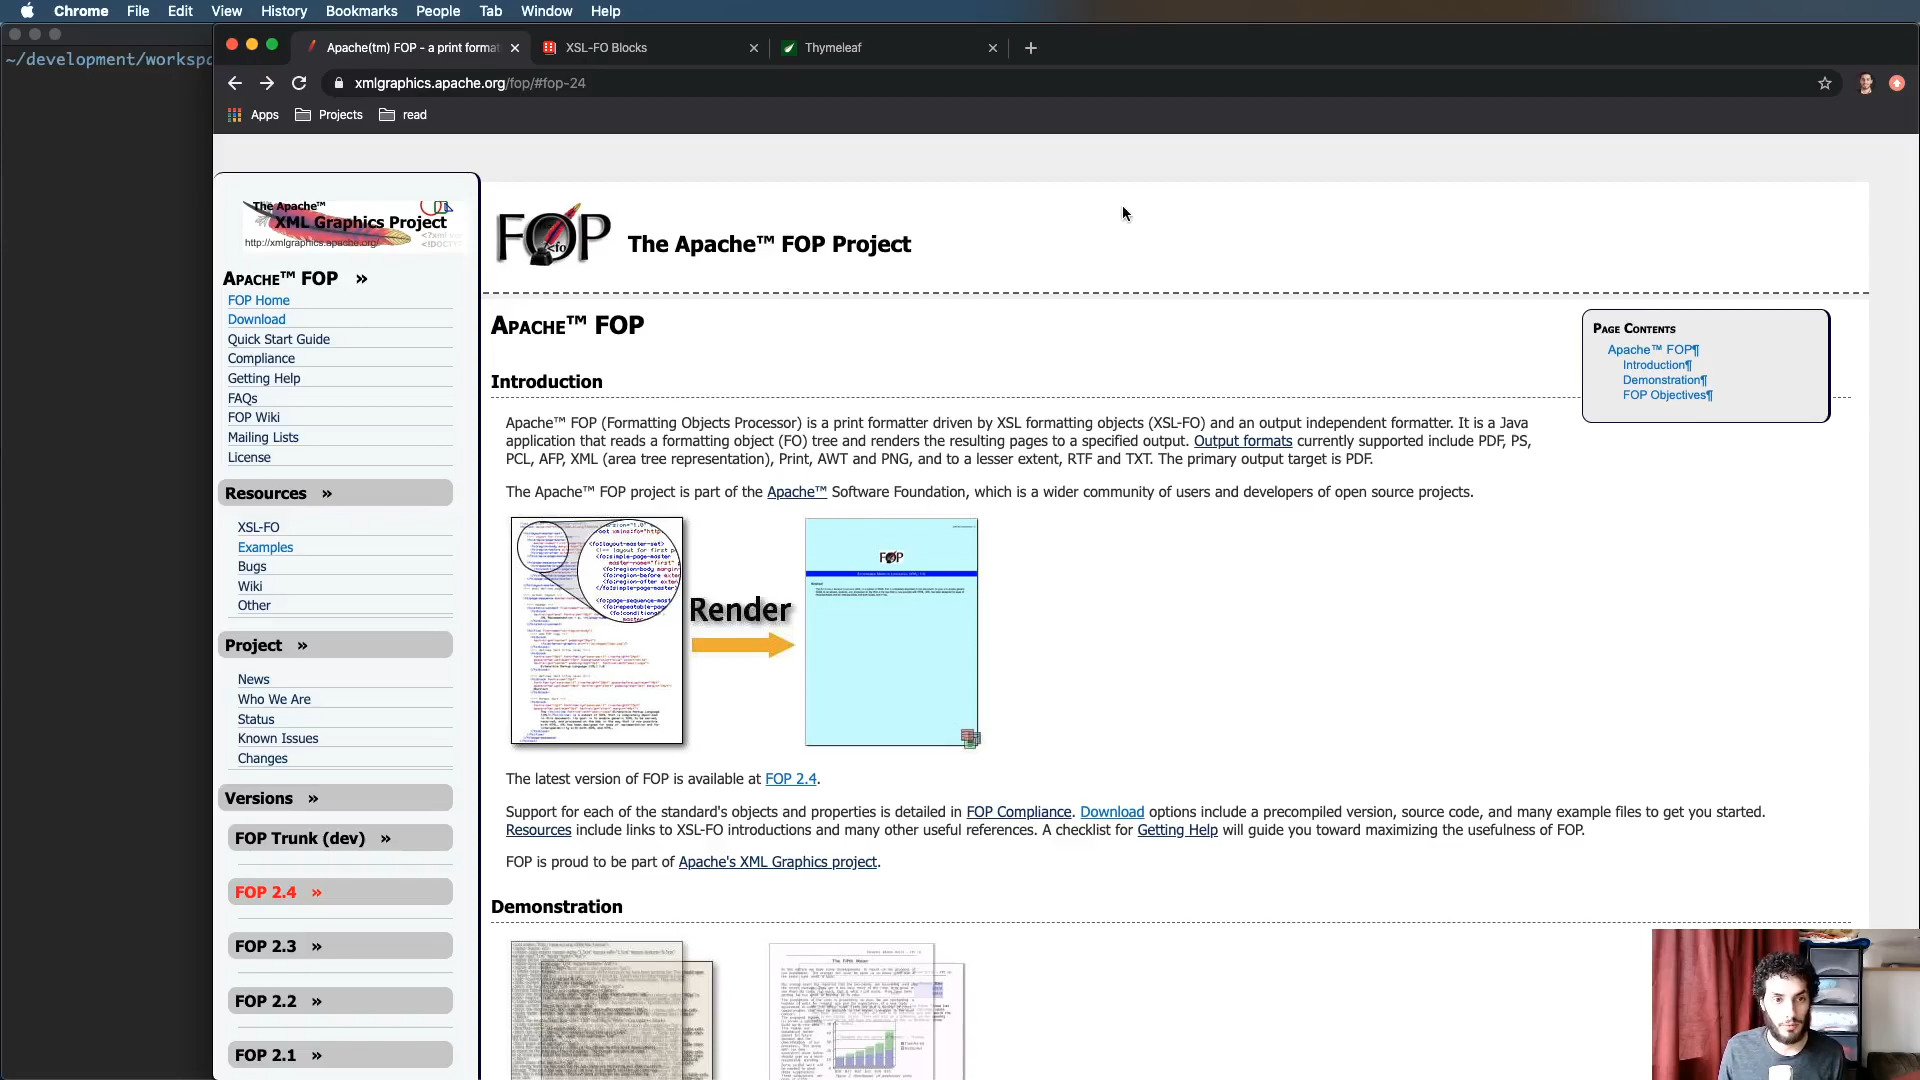 Chrome File Edit View History Bookmarks People Tab Window Help
~/development/workspa
Apache(tm) FOP - a print format
XSL-FO Blocks
Thymeleaf
xmlgraphics.apache.org/fop/#fop-24
Apps Projects read
The Apache™
XML Graphics Project
http://xmlgraphics.apache.org/
Apache™ FOP »
FOP Home
Download
Quick Start Guide
Compliance
Getting Help
FAQs
FOP Wiki
Mailing Lists
License
Resources »
XSL-FO
Examples
Bugs
Wiki
Other
Project »
News
Who We Are
Status
Known Issues
Changes
Versions »
FOP Trunk (dev) »
FOP 2.4 »
FOP 2.3 »
FOP 2.2 »
FOP 2.1 »
FOP
<fo
The Apache™ FOP Project
Apache™ FOP
Introduction
Apache™ FOP (Formatting Objects Processor) is a print formatter driven by XSL formatting objects (XSL-FO) and an output independent formatter. It is a Java
application that reads a formatting object (FO) tree and renders the resulting pages to a specified output. Output formats currently supported include PDF, PS,
PCL, AFP, XML (area tree representation), Print, AWT and PNG, and to a lesser extent, RTF and TXT. The primary output target is PDF.
The Apache™ FOP project is part of the Apache™ Software Foundation, which is a wider community of users and developers of open source projects.
Render
FOP
The latest version of FOP is available at FOP 2.4.
Support for each of the standard's objects and properties is detailed in FOP Compliance. Download options include a precompiled version, source code, and many example files to get you started.
Resources include links to XSL-FO introductions and many other useful references. A checklist for Getting Help will guide you toward maximizing the usefulness of FOP.
FOP is proud to be part of Apache's XML Graphics project.
Demonstration
Page Contents
Apache™ FOP¶
Introduction¶
Demonstration¶
FOP Objectives¶